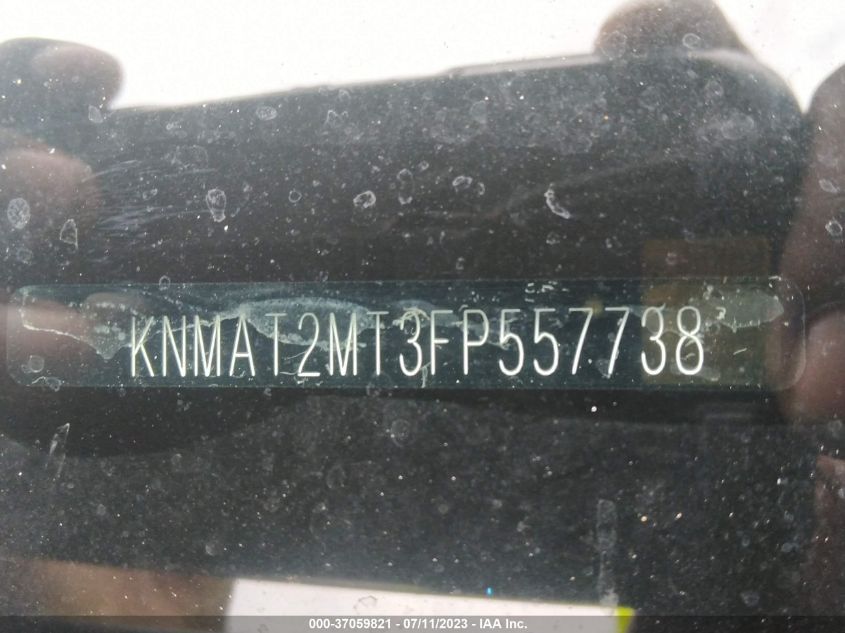 KNMAT2MT3FP557738
000-37059821 - 07/11/2023 - IAA Inc.